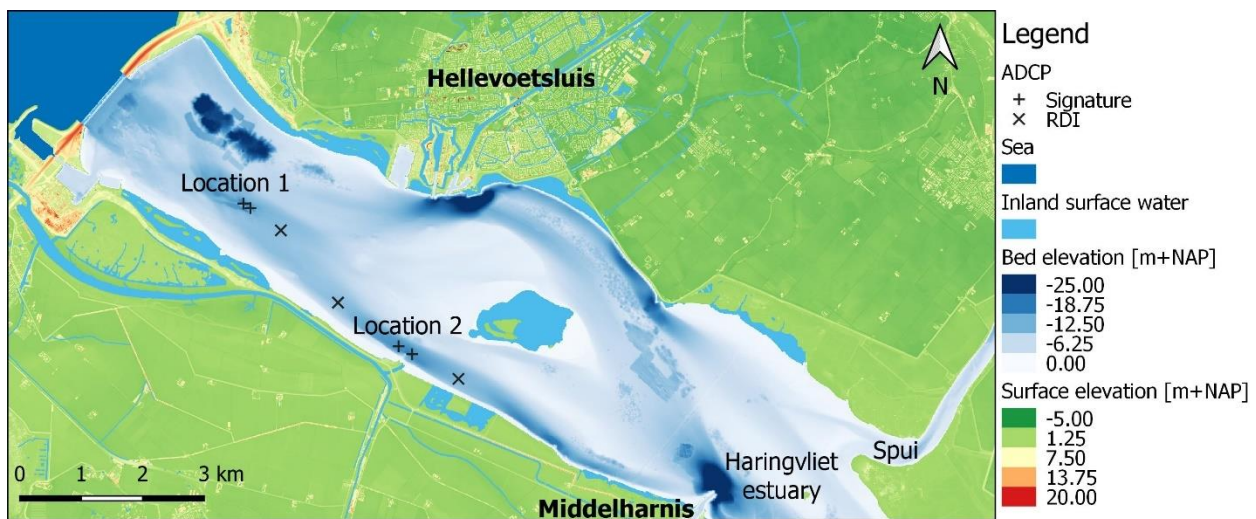 Hellevoetsluis
N
Location 1
Location 2
Spui
Haringvliet
estuary
Middelharnis
0 1 2 3 km
Legend
ADCP
+ Signature
× RDI
Sea
Inland surface water
Bed elevation [m+NAP]
-25.00
-18.75
-12.50
-6.25
0.00
Surface elevation [m+NAP]
-5.00
1.25
7.50
13.75
20.00